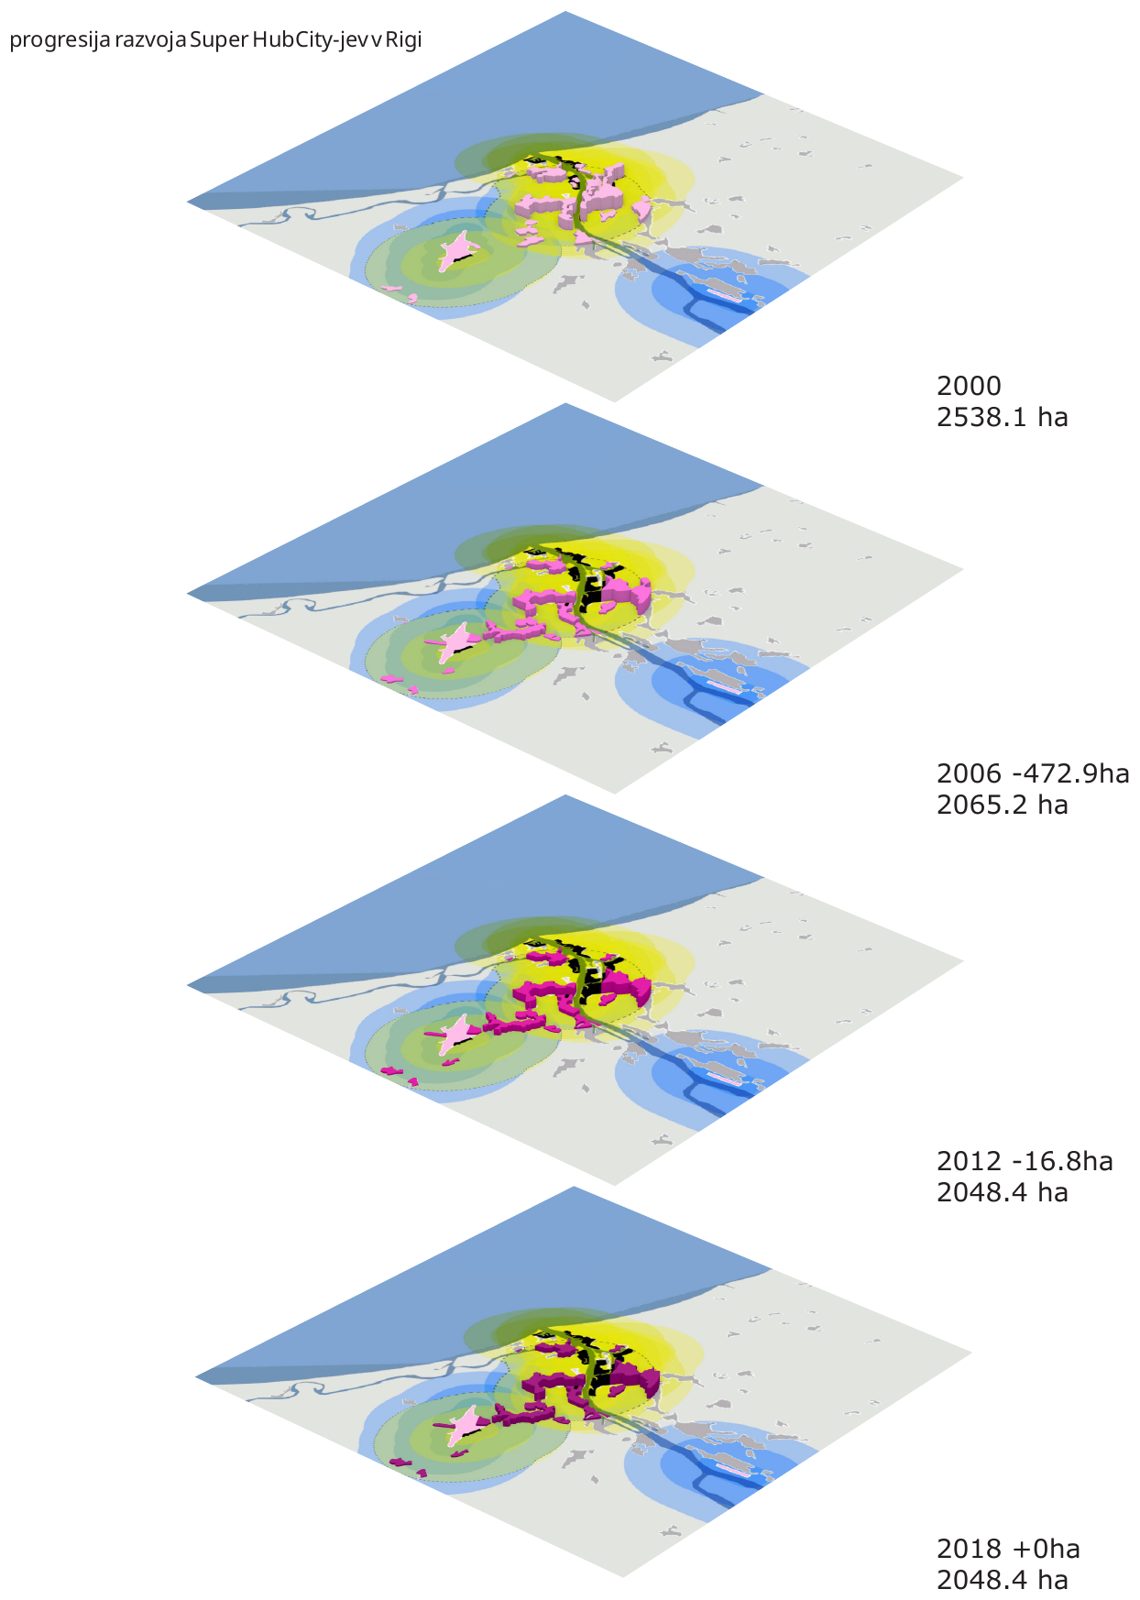 progresija razvoja Super HubCity-jev v Rigi
2000
2538.1 ha
2006 -472.9ha
2065.2 ha
2012 -16.8ha
2048.4 ha
2018 +0ha
2048.4 ha